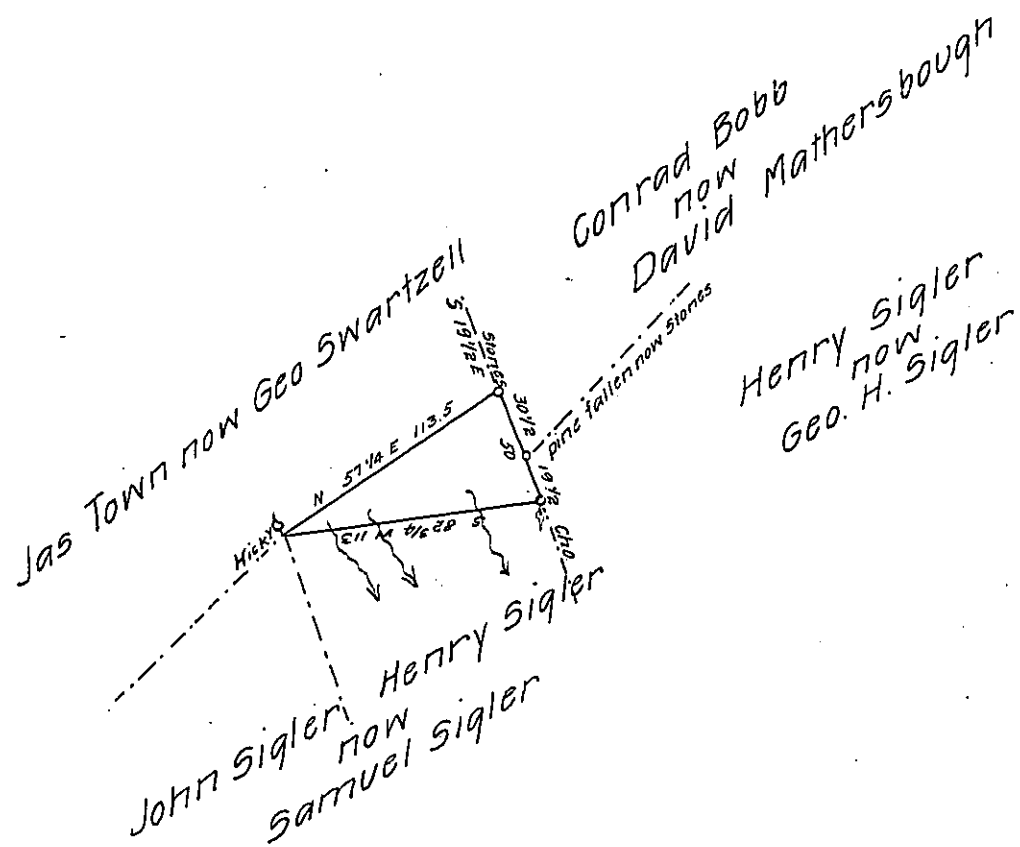 Conrad Bobb
now
David Mathersbough
Jas Town now Geo Swartzell
S 19 1/2 E
Stones
Henry Sigler
now
Geo. H. Sigler
pine fallen now Stones
30 1/2
50
19 1/2
N 57 1/4 E 113.5
S 82 3/4 W 113
Hick'y
Ch.O.
John Sigler Henry Sigler
now
Samuel Sigler